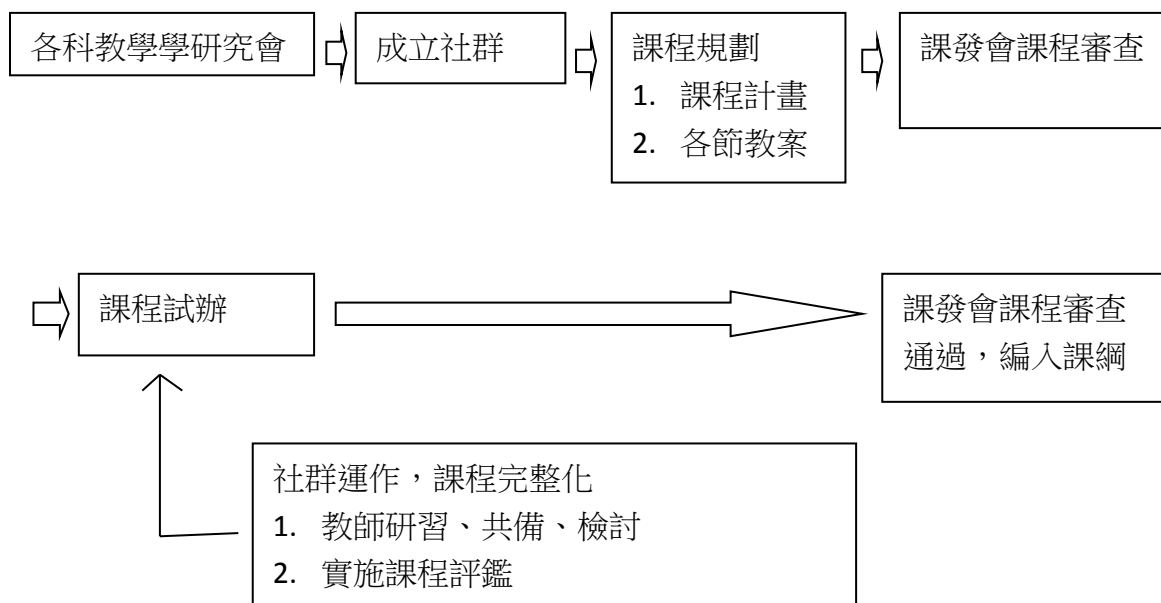 各科教學學研究會
成立社群
課程規劃
1. 課程計畫
2. 各節教案
課發會課程審查
課程試辦
課發會課程審查
通過，編入課綱
社群運作，課程完整化
1. 教師研習、共備、檢討
2. 實施課程評鑑